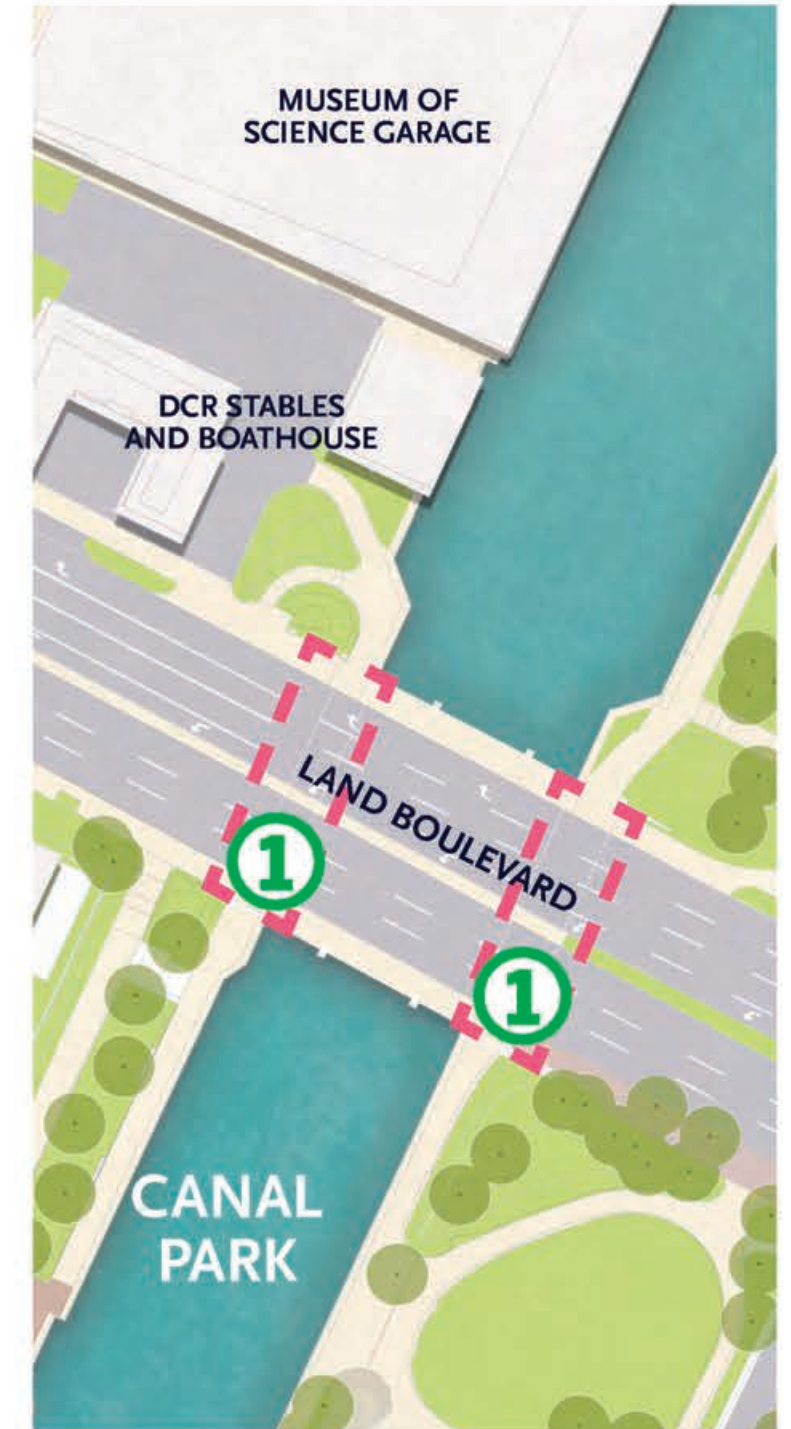 MUSEUM OF
SCIENCE GARAGE
DCR STABLES
AND BOATHOUSE
LAND BOULEVARD
1
1
CANAL
PARK